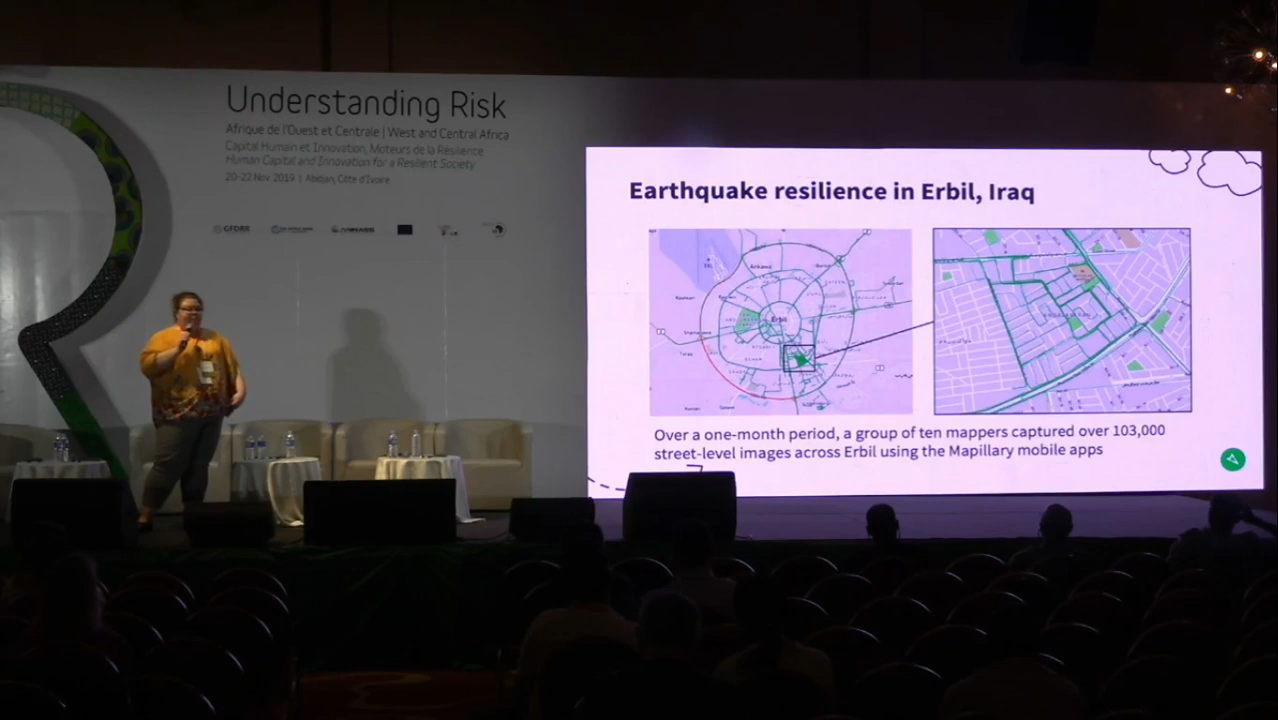 Understanding Risk
Afrique de l'Ouest et Centrale | West and Central Africa
Capital Humain et Innovation, Moteurs de la Résilience
Human Capital and Innovation for a Resilient Society
20-22 Nov 2019 | Abidjan, Côte d'Ivoire
GFDRR
Earthquake resilience in Erbil, Iraq
Ankawa
Erbil
Over a one-month period, a group of ten mappers captured over 103,000
street-level images across Erbil using the Mapillary mobile apps